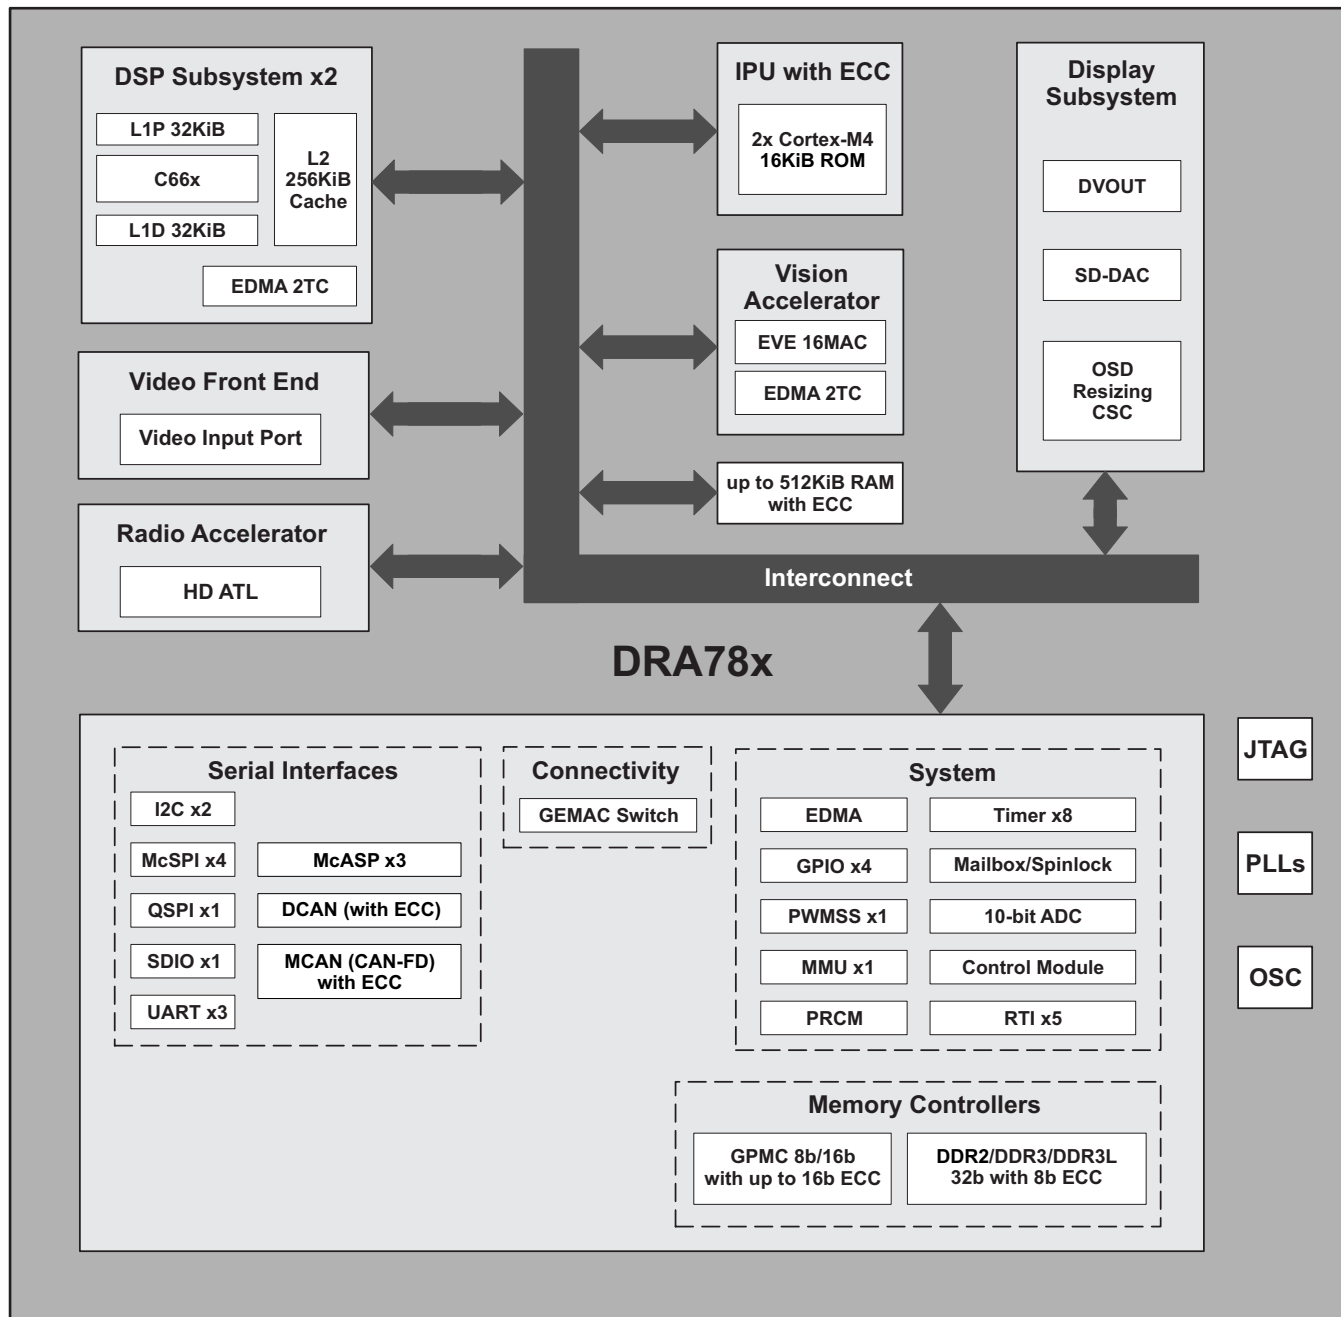 DSP Subsystem x2
L1P 32KiB
C66x
L1D 32KiB
L2
256KiB
Cache
EDMA 2TC
Video Front End
Video Input Port
Radio Accelerator
HD ATL
IPU with ECC
2x Cortex-M4
16KiB ROM
Vision
Accelerator
EVE 16MAC
EDMA 2TC
up to 512KiB RAM
with ECC
Display
Subsystem
DVOUT
SD-DAC
OSD
Resizing
CSC
Interconnect
DRA78x
Serial Interfaces
I2C x2
McSPI x4
QSPI x1
SDIO x1
UART x3
McASP x3
DCAN (with ECC)
MCAN (CAN-FD)
with ECC
Connectivity
GEMAC Switch
System
EDMA
GPIO x4
PWMSS x1
MMU x1
PRCM
Timer x8
Mailbox/Spinlock
10-bit ADC
Control Module
RTI x5
Memory Controllers
GPMC 8b/16b
with up to 16b ECC
DDR2/DDR3/DDR3L
32b with 8b ECC
JTAG
PLLs
OSC